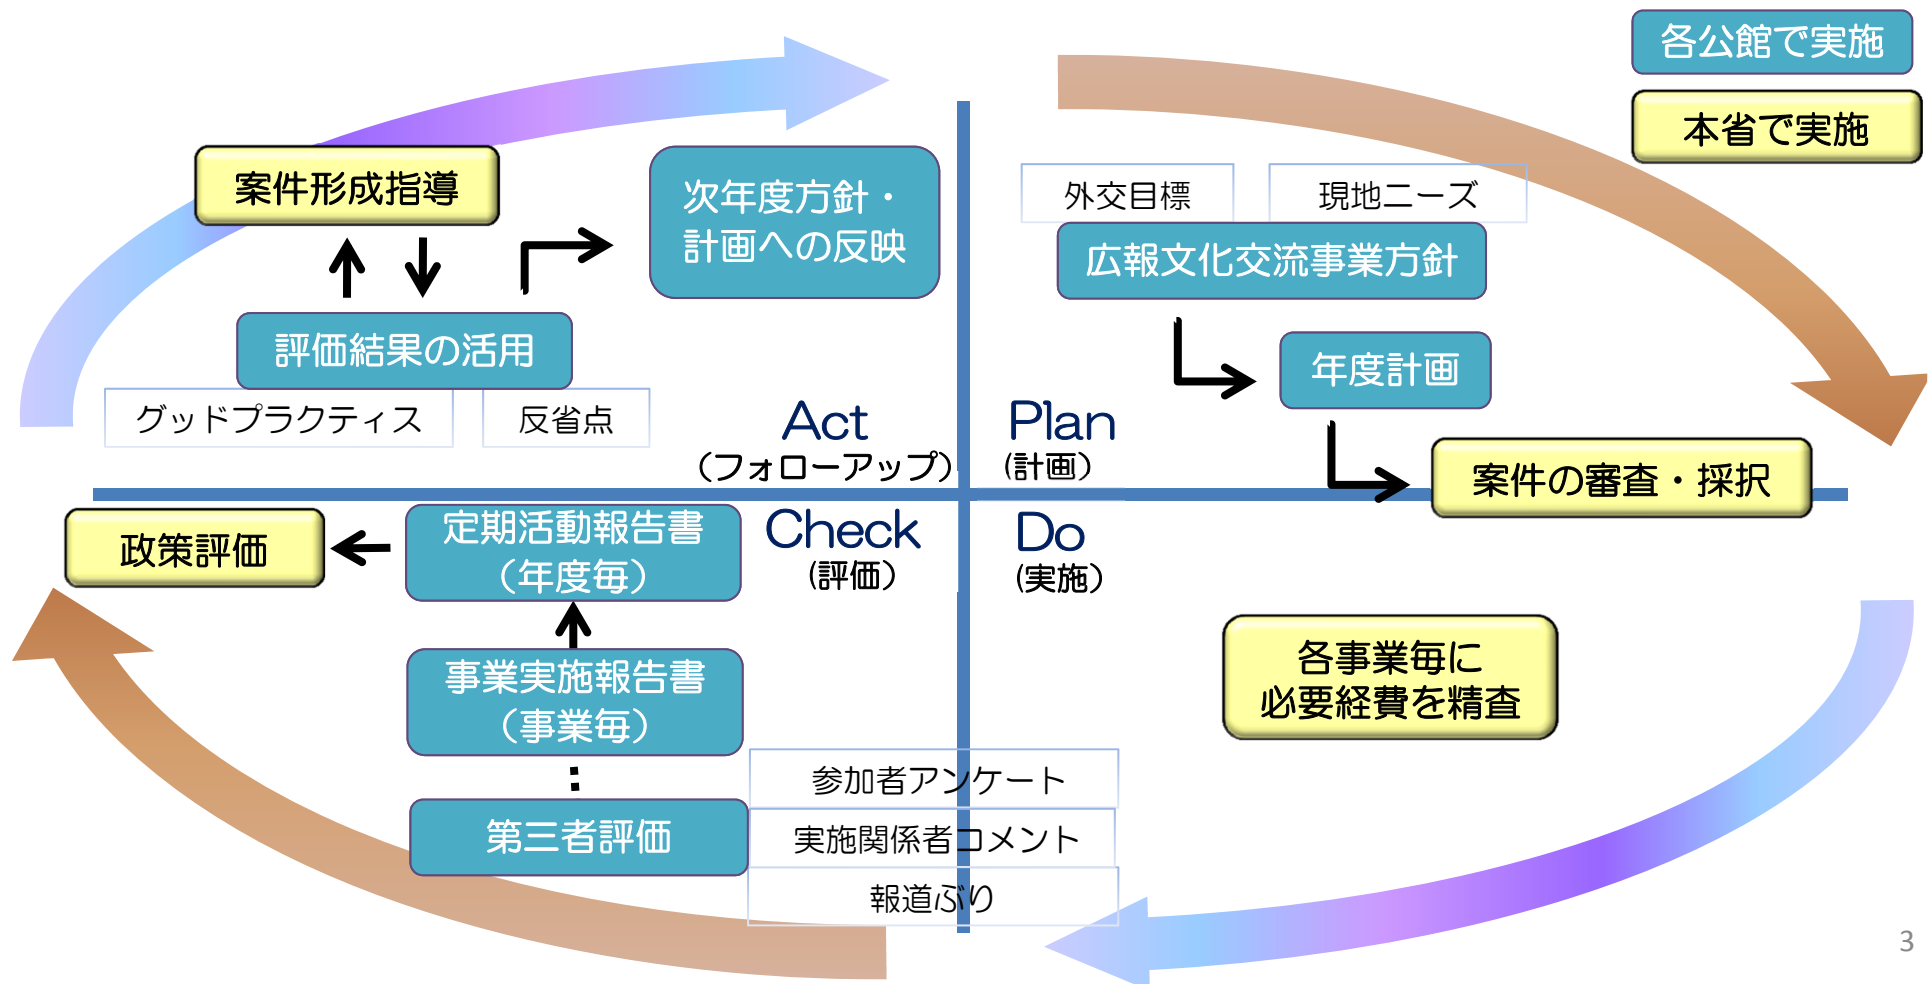 各公館で実施
本省で実施
案件形成指導
次年度方針・
計画への反映
評価結果の活用
グッドプラクティス
反省点
Act
（フォローアップ）
外交目標
現地ニーズ
広報文化交流事業方針
年度計画
案件の審査・採択
Plan
（計画）
政策評価
定期活動報告書
（年度毎）
事業実施報告書
（事業毎）
第三者評価
参加者アンケート
実施関係者コメント
報道ぶり
Check
（評価）
Do
（実施）
各事業毎に
必要経費を精査
3